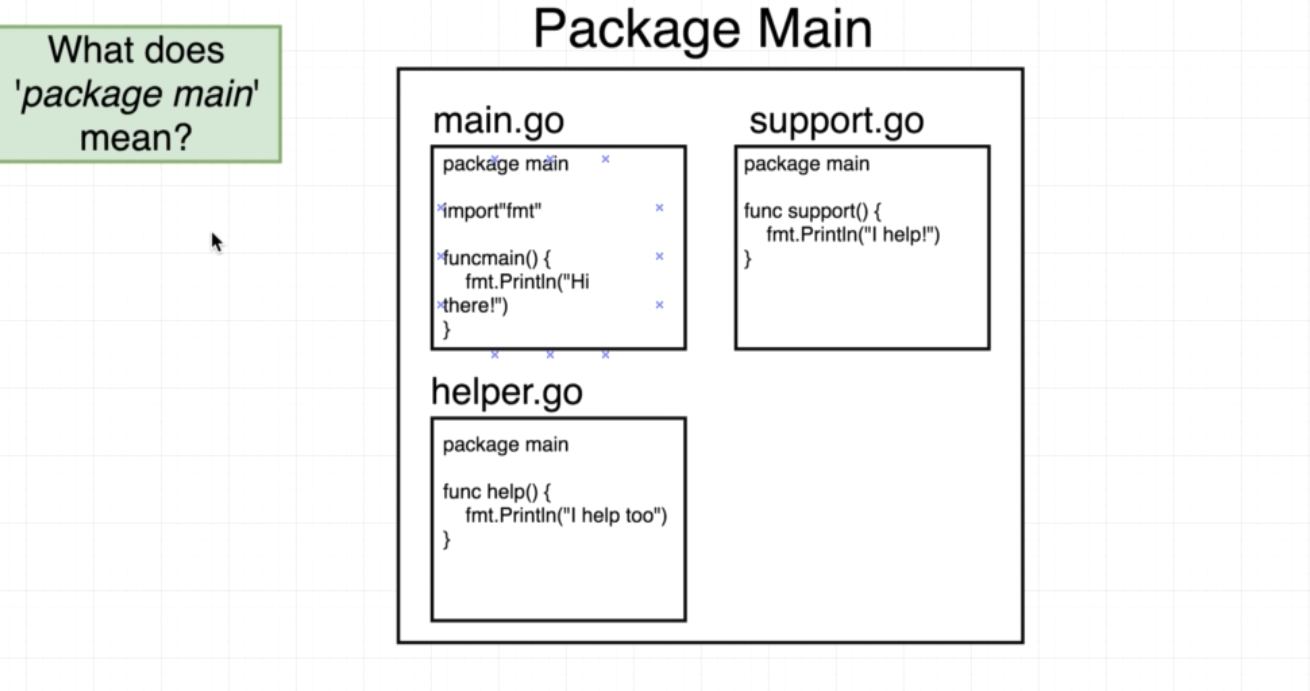 What does
'package main'
mean?
Package Main
main.go
package main
import"fmt"
funcmain() {
fmt.Println("Hi
there!")
}
support.go
package main
func support() {
fmt.Println("I help!")
}
helper.go
package main
func help() {
fmt.Println("I help too")
}